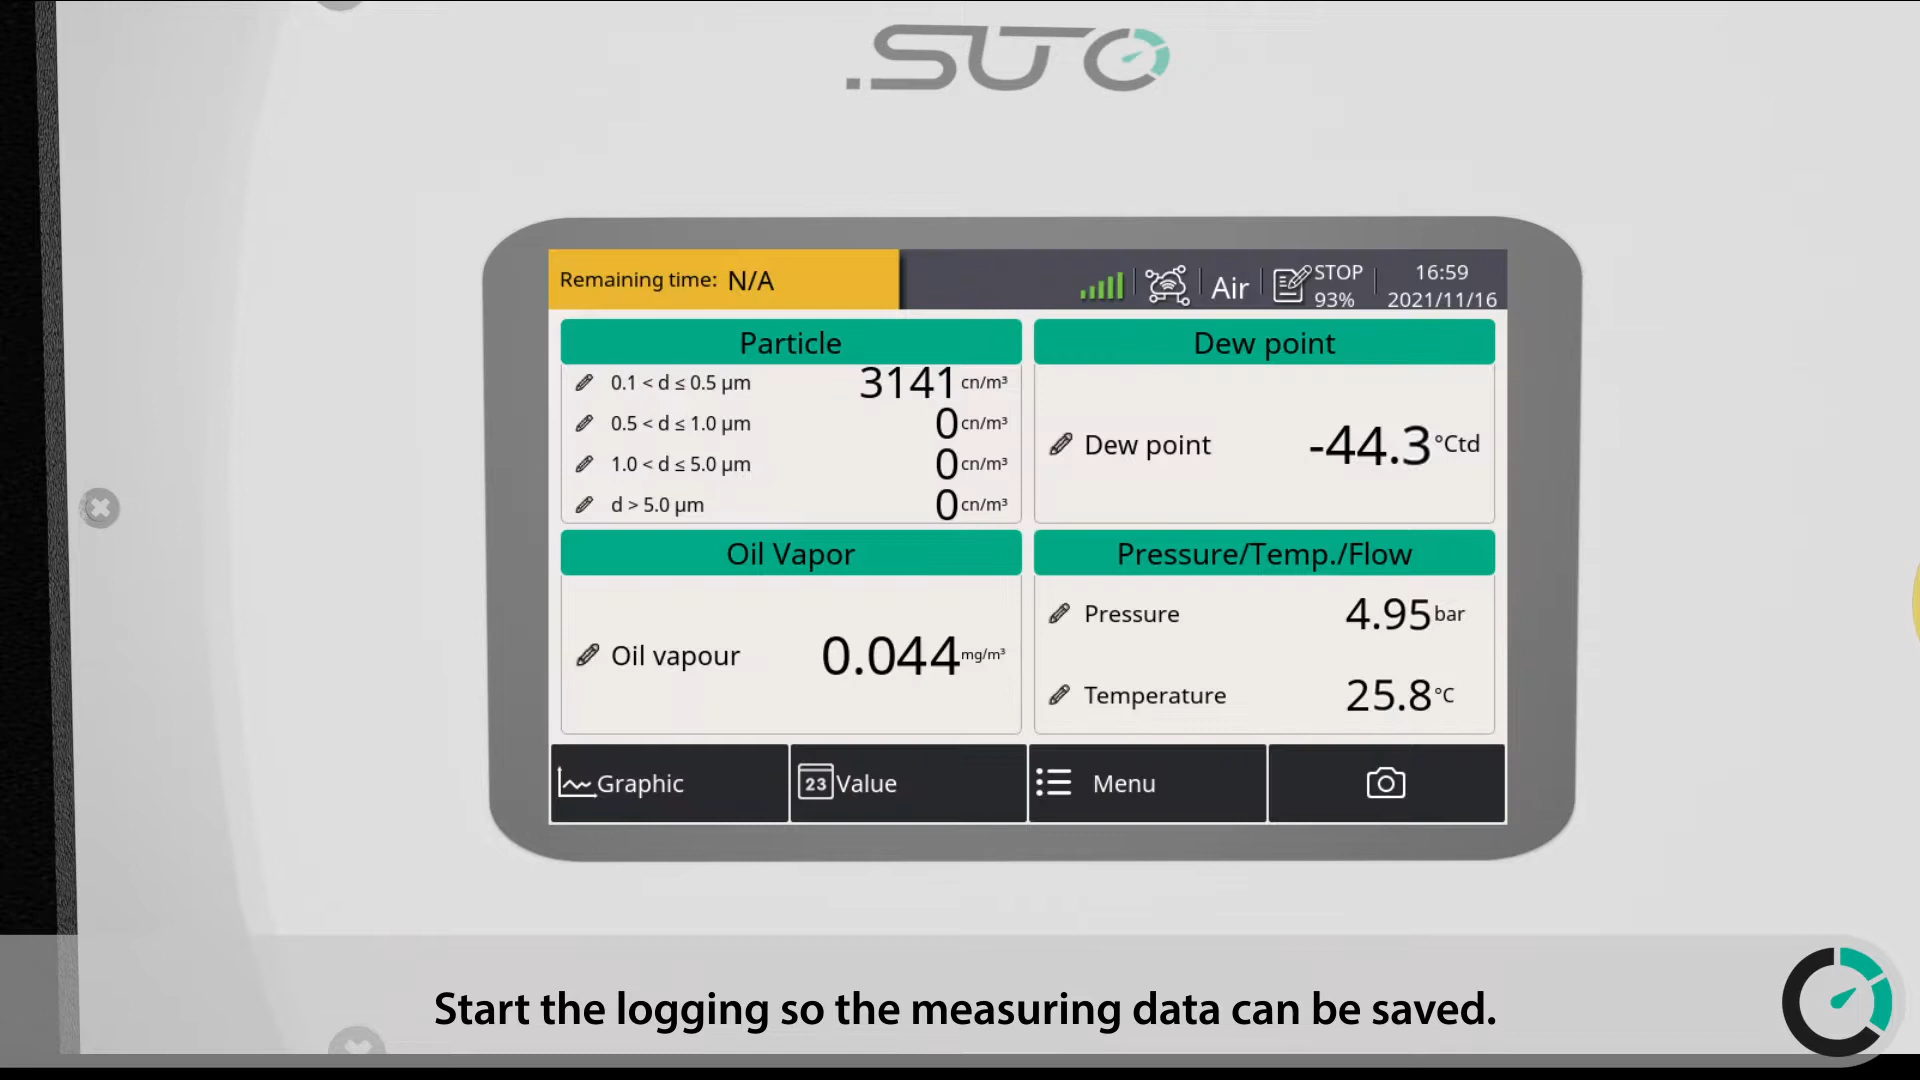 .SUTO
Remaining time: N/A
Air
STOP
93%
16:59
2021/11/16
Particle
0.1 < d ≤ 0.5 µm 3141 cn/m³
0.5 < d ≤ 1.0 µm 0 cn/m³
1.0 < d ≤ 5.0 µm 0 cn/m³
d > 5.0 µm 0 cn/m³
Dew point
Dew point -44.3 °Ctd
Oil Vapor
Oil vapour 0.044 mg/m³
Pressure/Temp./Flow
Pressure 4.95 bar
Temperature 25.8 °C
Graphic
23 Value
Menu
Start the logging so the measuring data can be saved.